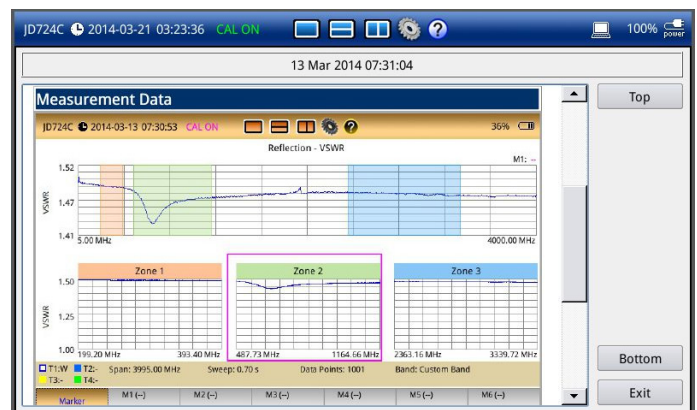 JD724C 2014-03-21 03:23:36 CAL ON 100% power
13 Mar 2014 07:31:04
Measurement Data
Top
JD724C 2014-03-13 07:30:53 CAL ON 36%
Reflection - VSWR
M1: --
1.52
VSWR
1.47
1.41
5.00 MHz 4000.00 MHz
Zone 1 Zone 2 Zone 3
1.50
VSWR
1.25
1.00
199.20 MHz 393.40 MHz 487.73 MHz 1164.66 MHz 2363.16 MHz 3339.72 MHz
T1:W T2:- Span: 3995.00 MHz Sweep: 0.70 s Data Points: 1001 Band: Custom Band
T3:- T4:-
Marker M1 (--) M2 (--) M3 (--) M4 (--) M5 (--) M6 (--)
Bottom
Exit